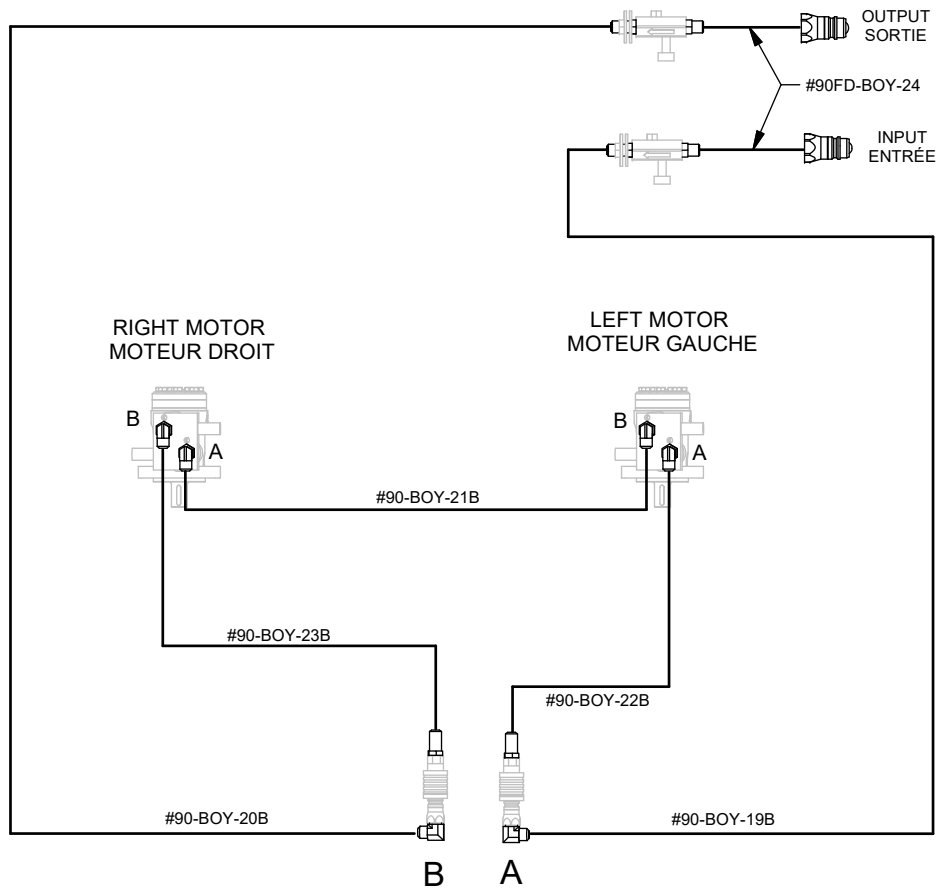 OUTPUT
SORTIE
#90FD-BOY-24
INPUT
ENTRÉE
RIGHT MOTOR
MOTEUR DROIT
LEFT MOTOR
MOTEUR GAUCHE
B
A
B
A
#90-BOY-21B
#90-BOY-23B
#90-BOY-22B
#90-BOY-20B
#90-BOY-19B
B
A